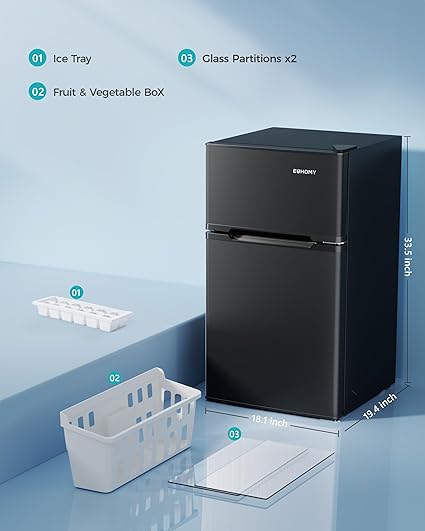 01 Ice Tray
03 Glass Partitions x2
02 Fruit & Vegetable BoX
EUHOMY
33.5 inch
01
02
19.4 inch
18.1 inch
03